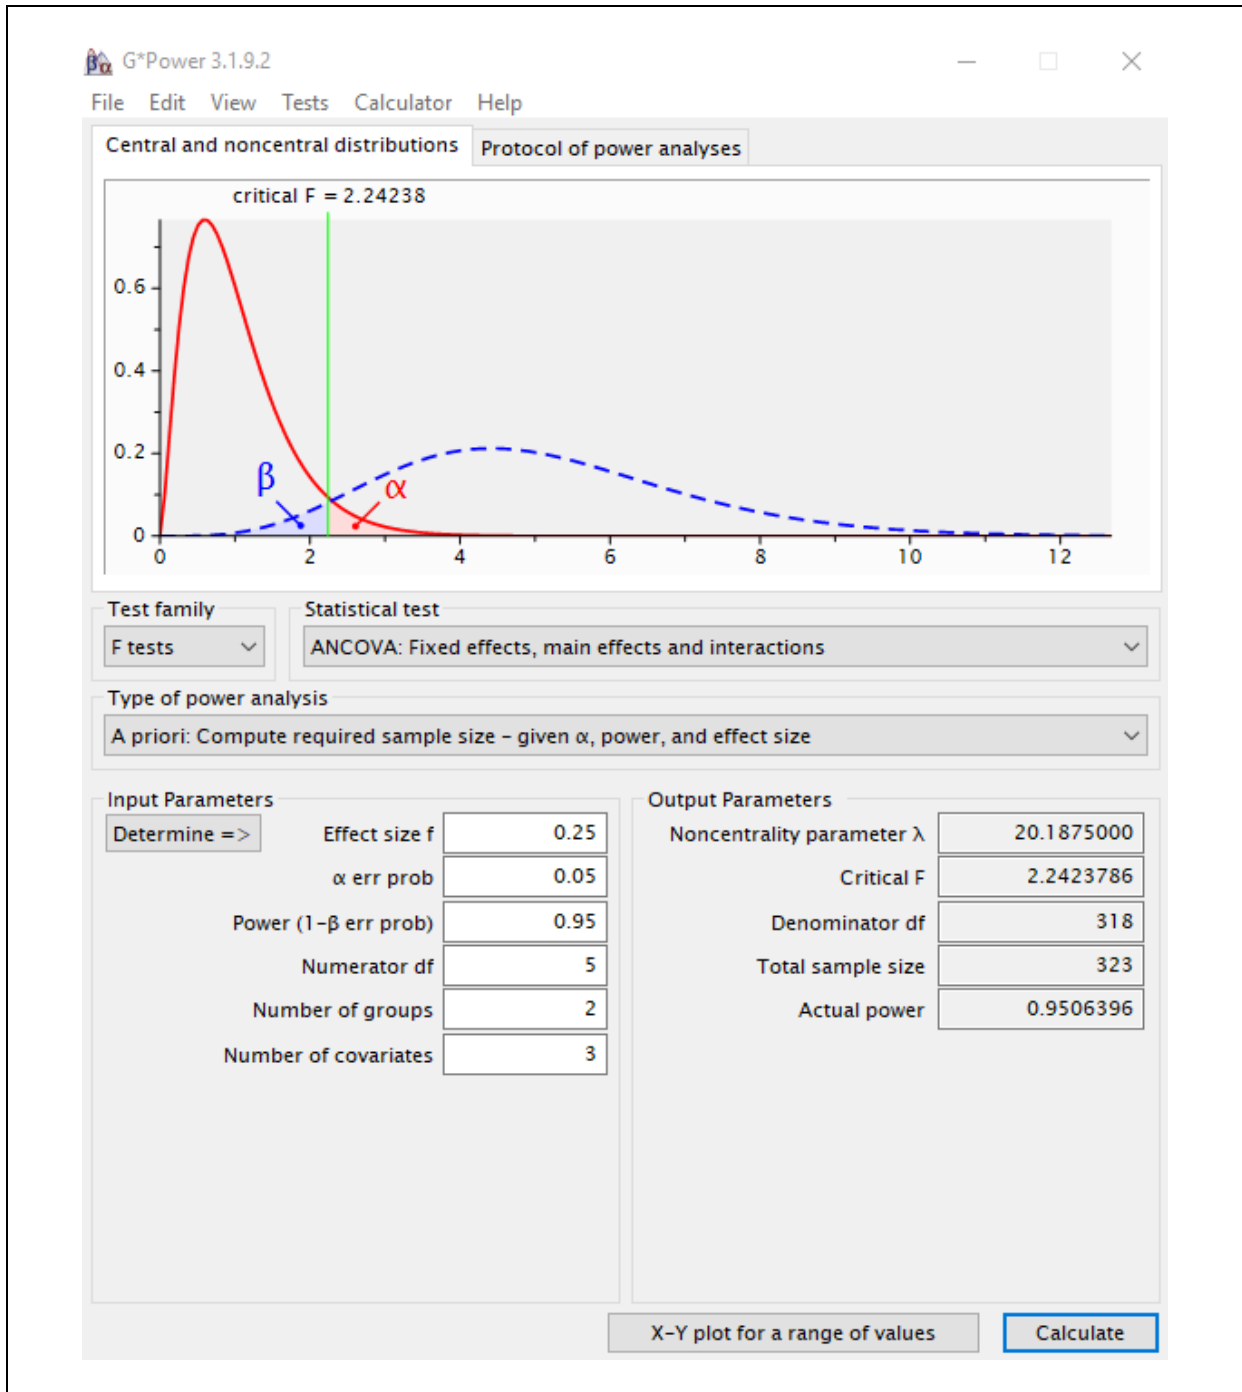 G*Power 3.1.9.2
File Edit View Tests Calculator Help
Central and noncentral distributions Protocol of power analyses
critical F = 2.24238
0.6
0.4
0.2
β α
0
0 2 4 6 8 10 12
Test family Statistical test
F tests ANCOVA: Fixed effects, main effects and interactions
Type of power analysis
A priori: Compute required sample size – given α, power, and effect size
Input Parameters Output Parameters
Determine => Effect size f 0.25 Noncentrality parameter λ 20.1875000
α err prob 0.05 Critical F 2.2423786
Power (1–β err prob) 0.95 Denominator df 318
Numerator df 5 Total sample size 323
Number of groups 2 Actual power 0.9506396
Number of covariates 3
X–Y plot for a range of values Calculate